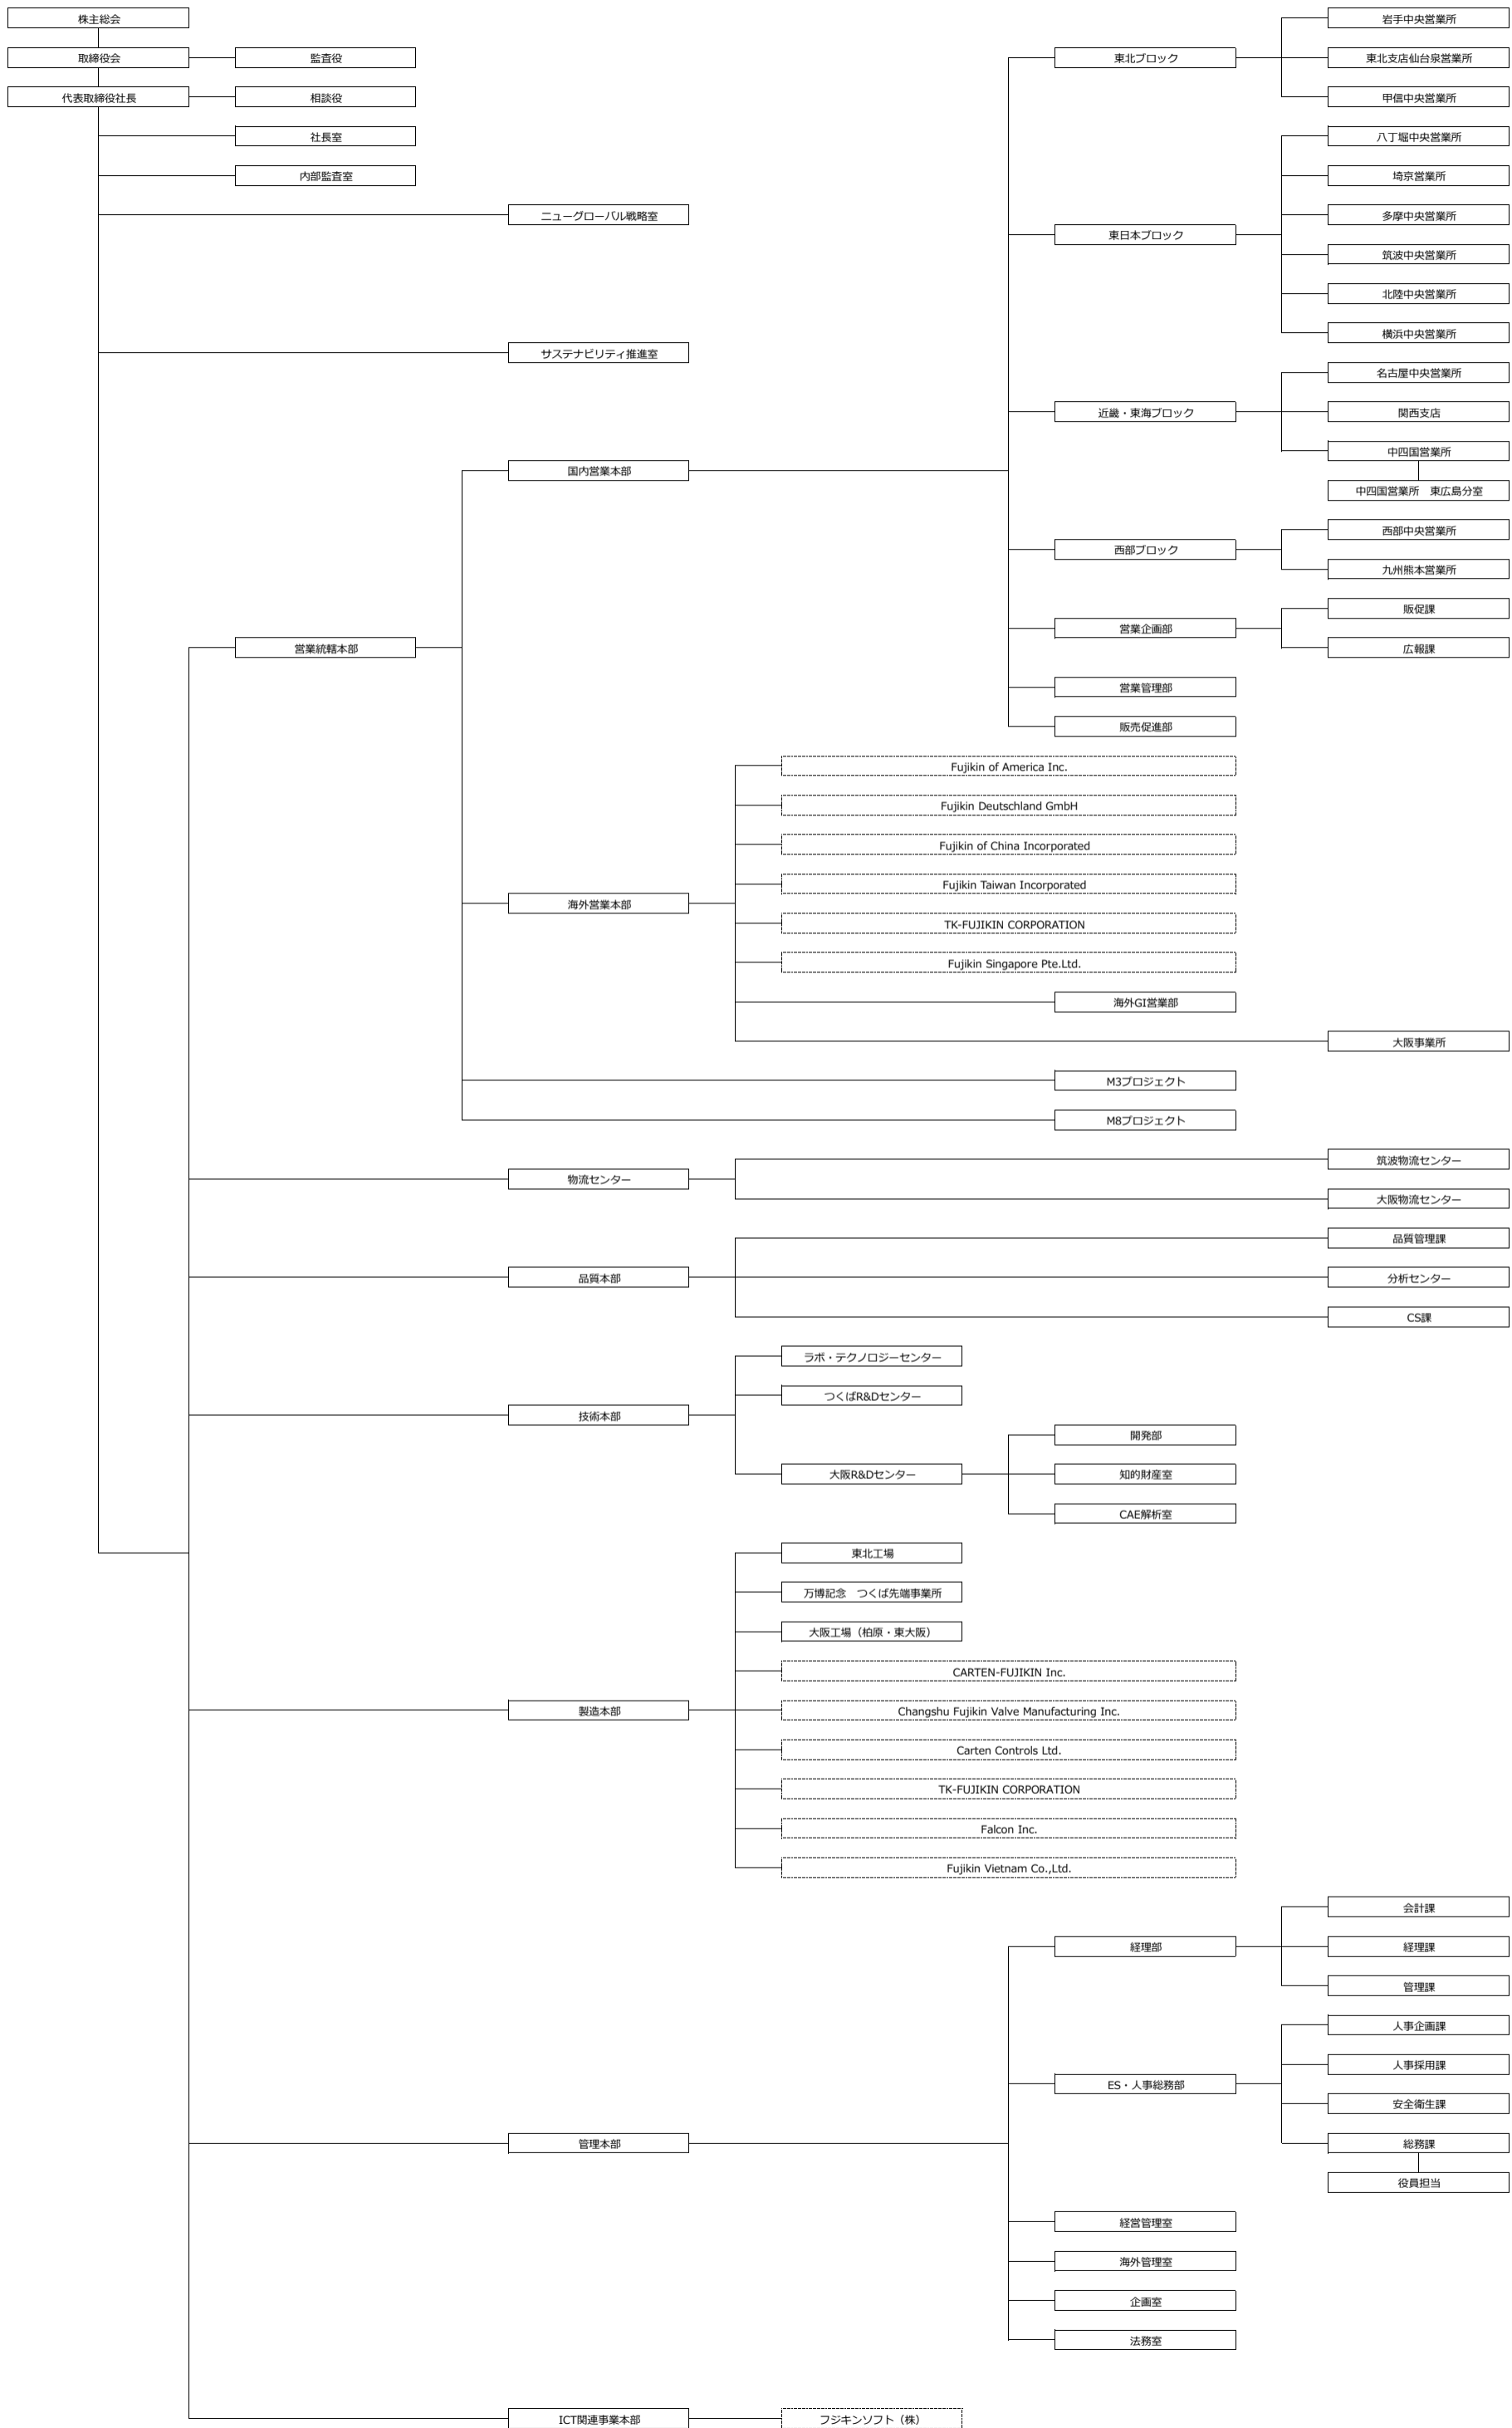 株主総会
取締役会
監査役
代表取締役社長
相談役
社長室
内部監査室
ニューグローバル戦略室
サステナビリティ推進室
営業統轄本部
国内営業本部
東北ブロック
岩手中央営業所
東北支店仙台泉営業所
甲信中央営業所
東日本ブロック
八丁堀中央営業所
埼京営業所
多摩中央営業所
筑波中央営業所
北陸中央営業所
横浜中央営業所
近畿・東海ブロック
名古屋中央営業所
関西支店
中四国営業所
中四国営業所　東広島分室
西部ブロック
西部中央営業所
九州熊本営業所
営業企画部
販促課
広報課
営業管理部
販売促進部
海外営業本部
Fujikin of America Inc.
Fujikin Deutschland GmbH
Fujikin of China Incorporated
Fujikin Taiwan Incorporated
TK-FUJIKIN CORPORATION
Fujikin Singapore Pte.Ltd.
海外GI営業部
大阪事業所
M3プロジェクト
M8プロジェクト
物流センター
筑波物流センター
大阪物流センター
品質本部
品質管理課
分析センター
CS課
技術本部
ラボ・テクノロジーセンター
つくばR&Dセンター
大阪R&Dセンター
開発部
知的財産室
CAE解析室
製造本部
東北工場
万博記念　つくば先端事業所
大阪工場（柏原・東大阪）
CARTEN-FUJIKIN Inc.
Changshu Fujikin Valve Manufacturing Inc.
Carten Controls Ltd.
TK-FUJIKIN CORPORATION
Falcon Inc.
Fujikin Vietnam Co.,Ltd.
管理本部
経理部
会計課
経理課
管理課
ES・人事総務部
人事企画課
人事採用課
安全衛生課
総務課
役員担当
経営管理室
海外管理室
企画室
法務室
ICT関連事業本部
フジキンソフト（株）